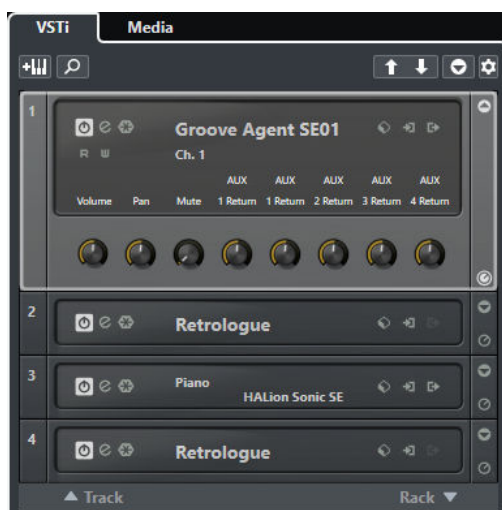 VSTi Media
1
Groove Agent SE01
R W
Ch. 1
AUX AUX AUX AUX AUX
Volume Pan Mute 1 Return 1 Return 2 Return 3 Return 4 Return
2
Retrologue
3
Piano
HALion Sonic SE
4
Retrologue
Track Rack